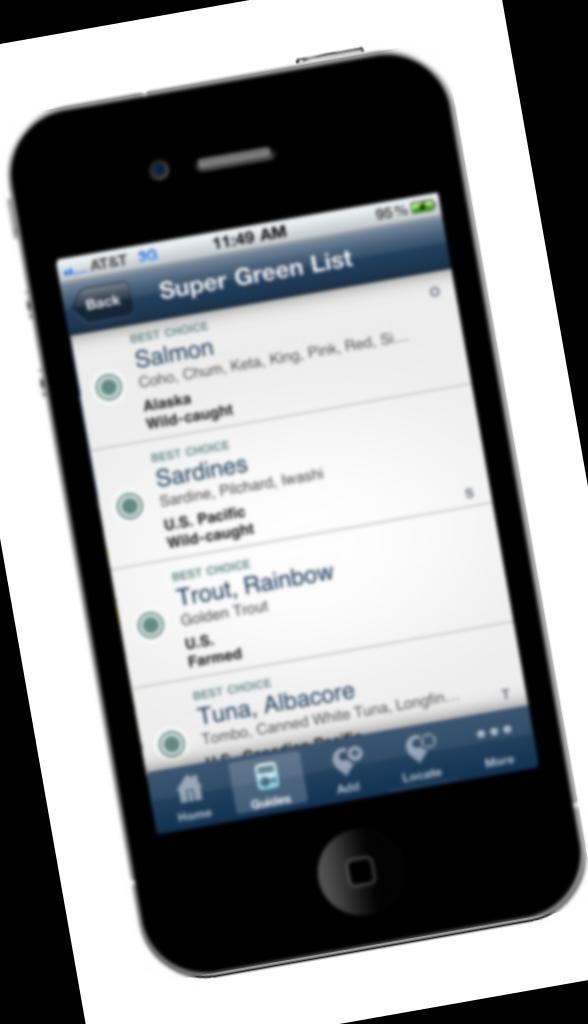 AT&T 3G 11:49 AM 95%
Back Super Green List
BEST CHOICE
Salmon
Coho, Chum, Keta, King, Pink, Red, Si...
Alaska
Wild-caught
O
BEST CHOICE
Sardines
Sardine, Pilchard, Iwashi
U.S. Pacific
Wild-caught
S
BEST CHOICE
Trout, Rainbow
Golden Trout
U.S.
Farmed
BEST CHOICE
Tuna, Albacore
Tombo, Canned White Tuna, Longfin...
T
Home Guides Add Locate More